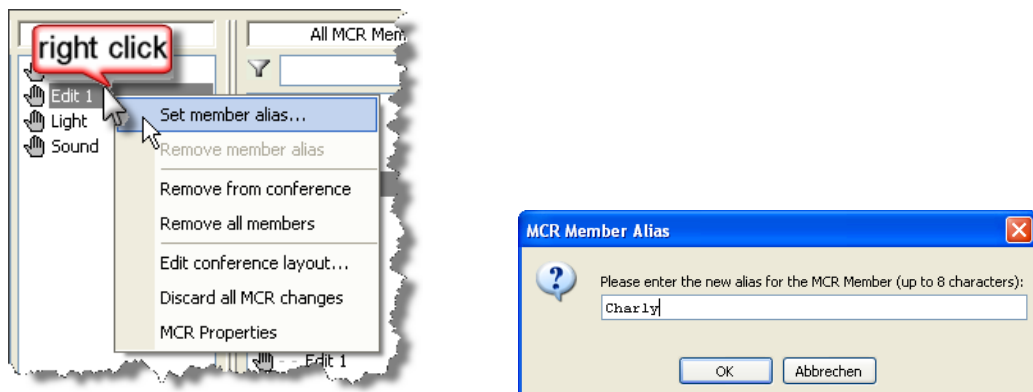 All MCR Mem
right click
Edit 1
Light
Sound
Set member alias...
Remove member alias
Remove from conference
Remove all members
Edit conference layout...
Discard all MCR changes
MCR Properties
- - Edit 1
MCR Member Alias
Please enter the new alias for the MCR Member (up to 8 characters):
Charly
OK
Abbrechen